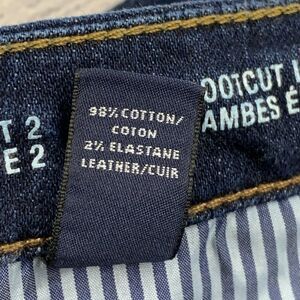 98% COTTON/
COTON
2% ELASTANE
LEATHER/CUIR
OOTCUT
AMBES É
T 2
E 2